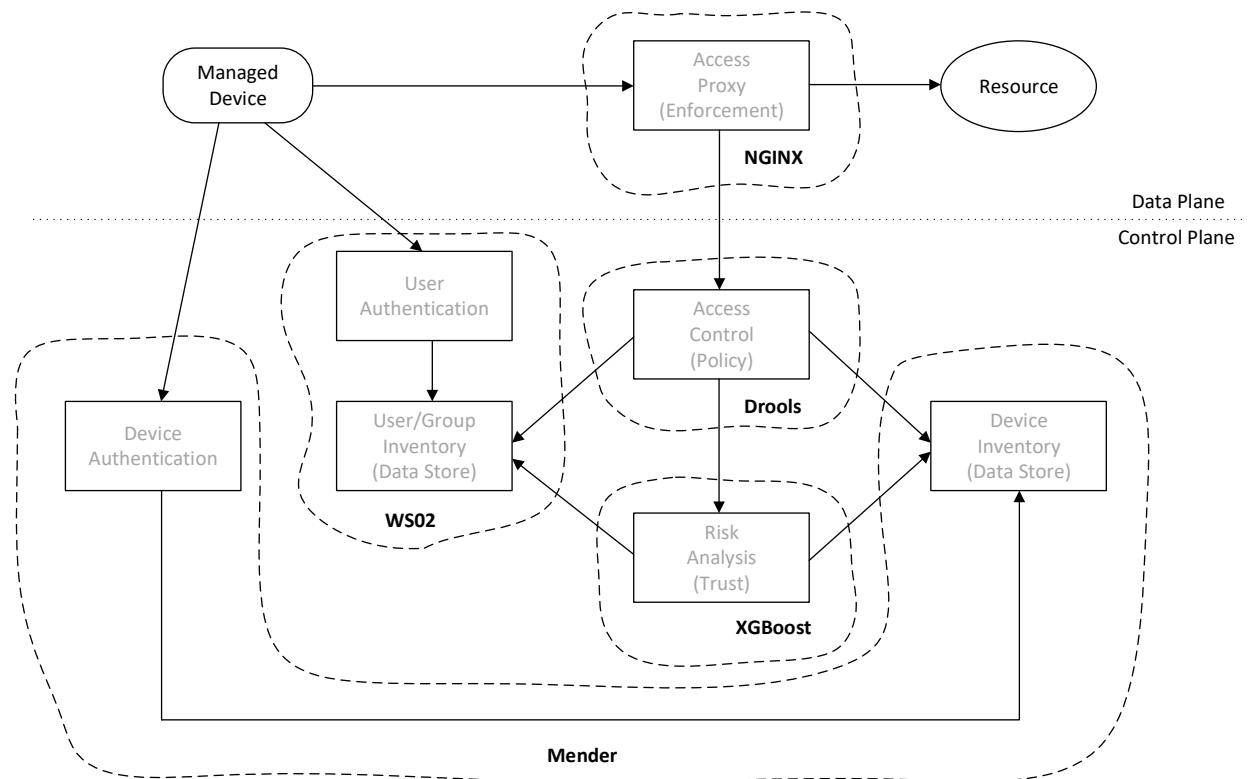 Managed
Device
Access
Proxy
(Enforcement)
NGINX
Resource
Data Plane
Control Plane
User
Authentication
Access
Control
(Policy)
Drools
Device
Authentication
User/Group
Inventory
(Data Store)
WS02
Device
Inventory
(Data Store)
Risk
Analysis
(Trust)
XGBoost
Mender